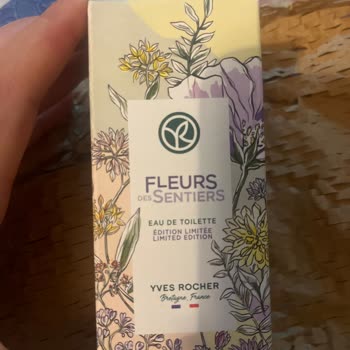 FLEURS
DES SENTIERS
EAU DE TOILETTE
ÉDITION LIMITÉE
LIMITED EDITION
YVES ROCHER
Bretagne, France